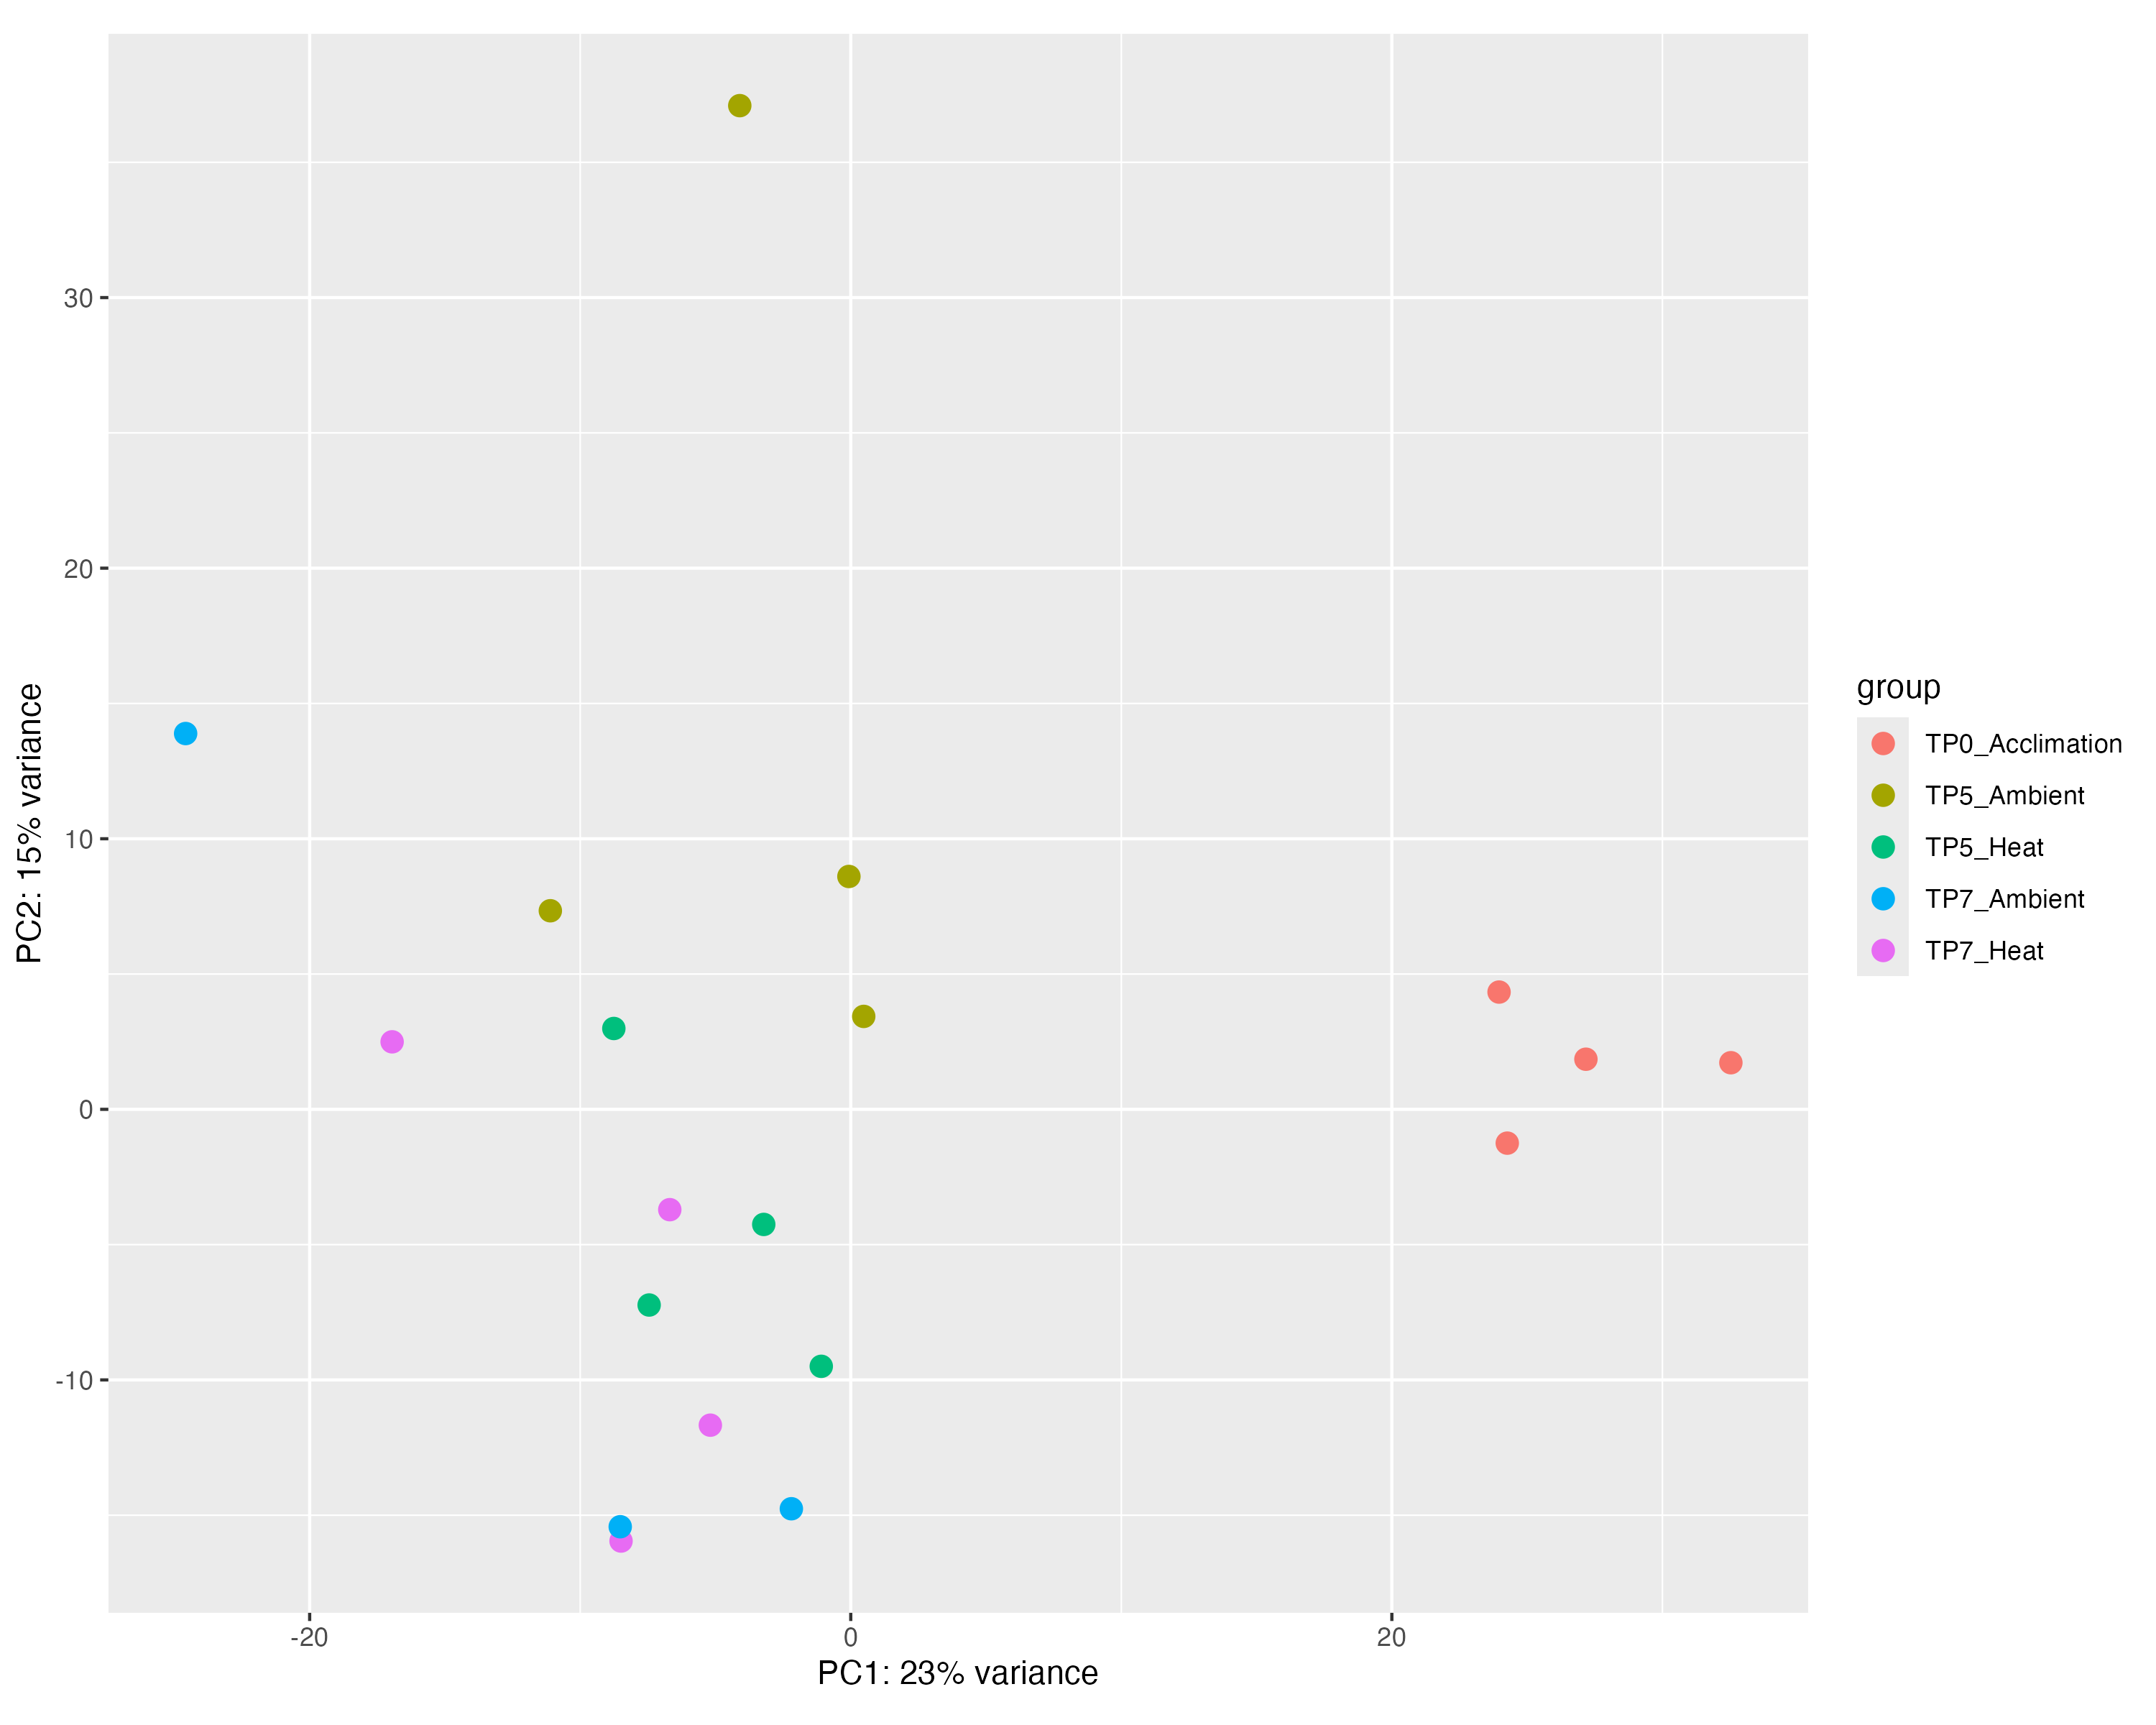 30
20
10
0
-10
-20
0
20
PC1: 23% variance
PC2: 15% variance
group
TP0_Acclimation
TP5_Ambient
TP5_Heat
TP7_Ambient
TP7_Heat